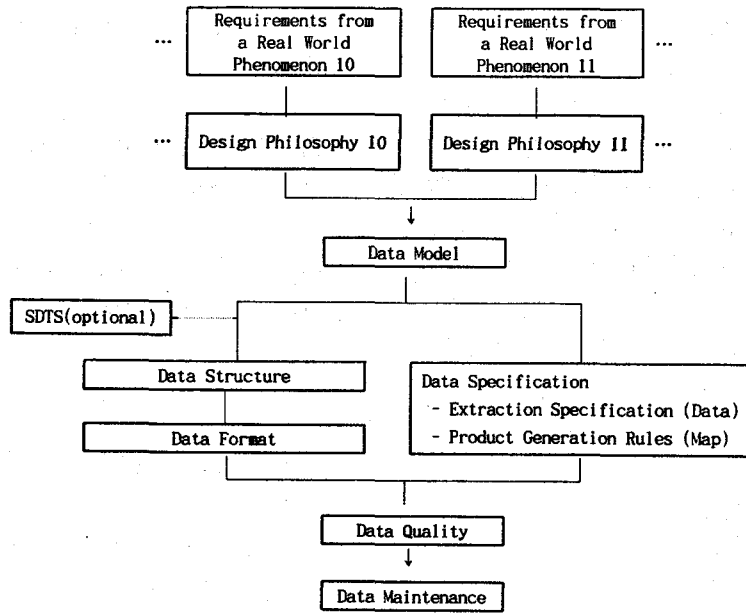 Requirements from
a Real World
Phenomenon 10
Requirements from
a Real World
Phenomenon 11
...
...
Design Philosophy 10
Design Philosophy 11
...
...
Data Model
SDTS(optional)
Data Structure
Data Format
Data Specification
- Extraction Specification (Data)
- Product Generation Rules (Map)
Data Quality
Data Maintenance